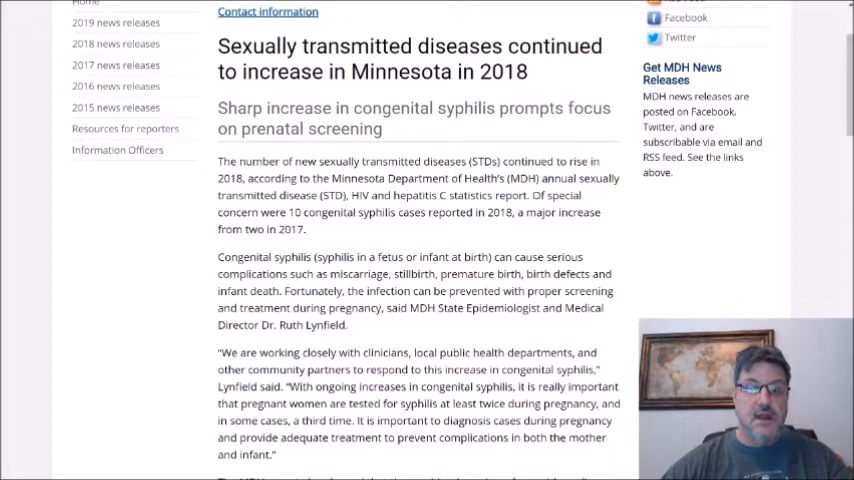 Home
2019 news releases
2018 news releases
2017 news releases
2016 news releases
2015 news releases
Resources for reporters
Information Officers
Contact information
Sexually transmitted diseases continued
to increase in Minnesota in 2018
Sharp increase in congenital syphilis prompts focus
on prenatal screening
The number of new sexually transmitted diseases (STDs) continued to rise in
2018, according to the Minnesota Department of Health's (MDH) annual sexually
transmitted disease (STD), HIV and hepatitis C statistics report. Of special
concern were 10 congenital syphilis cases reported in 2018, a major increase
from two in 2017.
Congenital syphilis (syphilis in a fetus or infant at birth) can cause serious
complications such as miscarriage, stillbirth, premature birth, birth defects and
infant death. Fortunately, the infection can be prevented with proper screening
and treatment during pregnancy, said MDH State Epidemiologist and Medical
Director Dr. Ruth Lynfield.
"We are working closely with clinicians, local public health departments, and
other community partners to respond to this increase in congenital syphilis,"
Lynfield said. "With ongoing increases in congenital syphilis, it is really important
that pregnant women are tested for syphilis at least twice during pregnancy, and
in some cases, a third time. It is important to diagnosis cases during pregnancy
and provide adequate treatment to prevent complications in both the mother
and infant."
Facebook
Twitter
Get MDH News
Releases
MDH news releases are
posted on Facebook,
Twitter, and are
subscribable via email and
RSS feed. See the links
above.